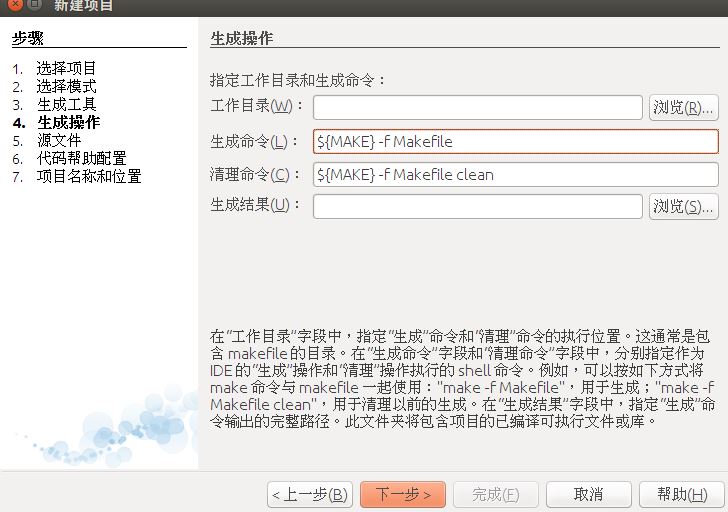 新建项目
步骤
1. 选择项目
2. 选择模式
3. 生成工具
4. 生成操作
5. 源文件
6. 代码帮助配置
7. 项目名称和位置
生成操作
指定工作目录和生成命令：
工作目录(W)： 浏览(R)...
生成命令(L)： ${MAKE} -f Makefile
清理命令(C)： ${MAKE} -f Makefile clean
生成结果(U)： 浏览(S)...
在"工作目录"字段中，指定"生成"命令和"清理"命令的执行位置。这通常是包
含 makefile 的目录。在"生成命令"字段和"清理命令"字段中，分别指定作为
IDE 的"生成"操作和"清理"操作执行的 shell 命令。例如，可以按如下方式将
make 命令与 makefile 一起使用："make -f Makefile"，用于生成；"make -f
Makefile clean"，用于清理以前的生成。在"生成结果"字段中，指定"生成"命
令输出的完整路径。此文件夹将包含项目的已编译可执行文件或库。
< 上一步(B) 下一步 > 完成(F) 取消 帮助(H)